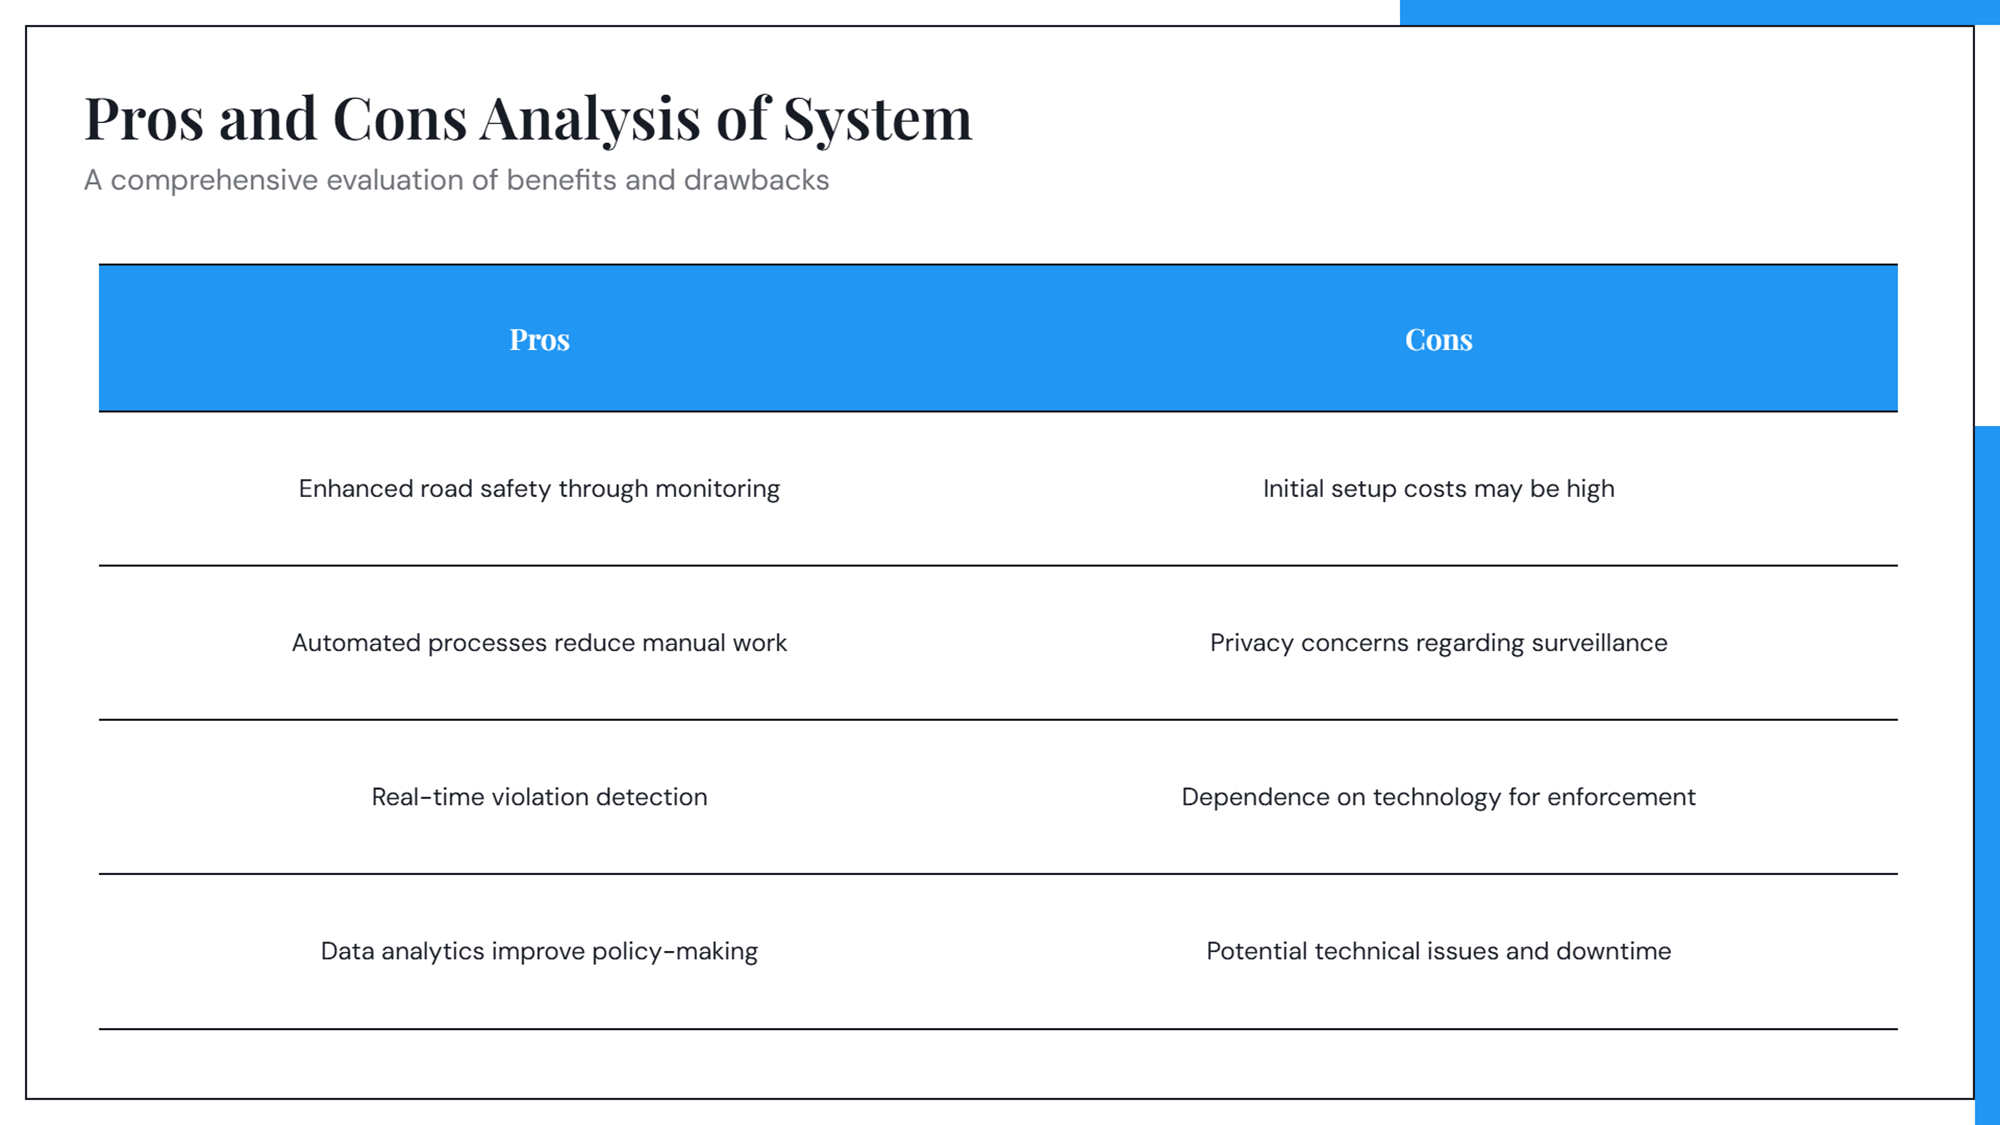 Pros and Cons Analysis of System
A comprehensive evaluation of benefits and drawbacks
Pros
Cons
Enhanced road safety through monitoring
Initial setup costs may be high
Automated processes reduce manual work
Privacy concerns regarding surveillance
Real-time violation detection
Dependence on technology for enforcement
Data analytics improve policy-making
Potential technical issues and downtime